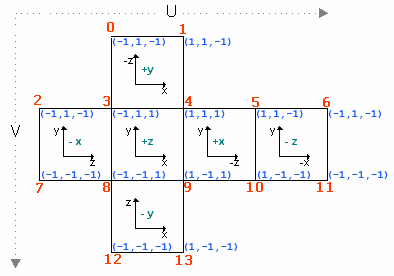 U
0 1
(-1,1,-1) (1,1,-1)
-z +y
x
2 3 4 5 6
(-1,1,-1) (-1,1,1) (1,1,1) (1,1,-1) (-1,1,-1)
V
y -x y +z y +x y -z
z x -z -x
(-1,-1,-1) (-1,-1,1) (1,-1,1) (1,-1,-1) (-1,-1,-1)
7 8 9 10 11
z -y
x
(-1,-1,-1) (1,-1,-1)
12 13